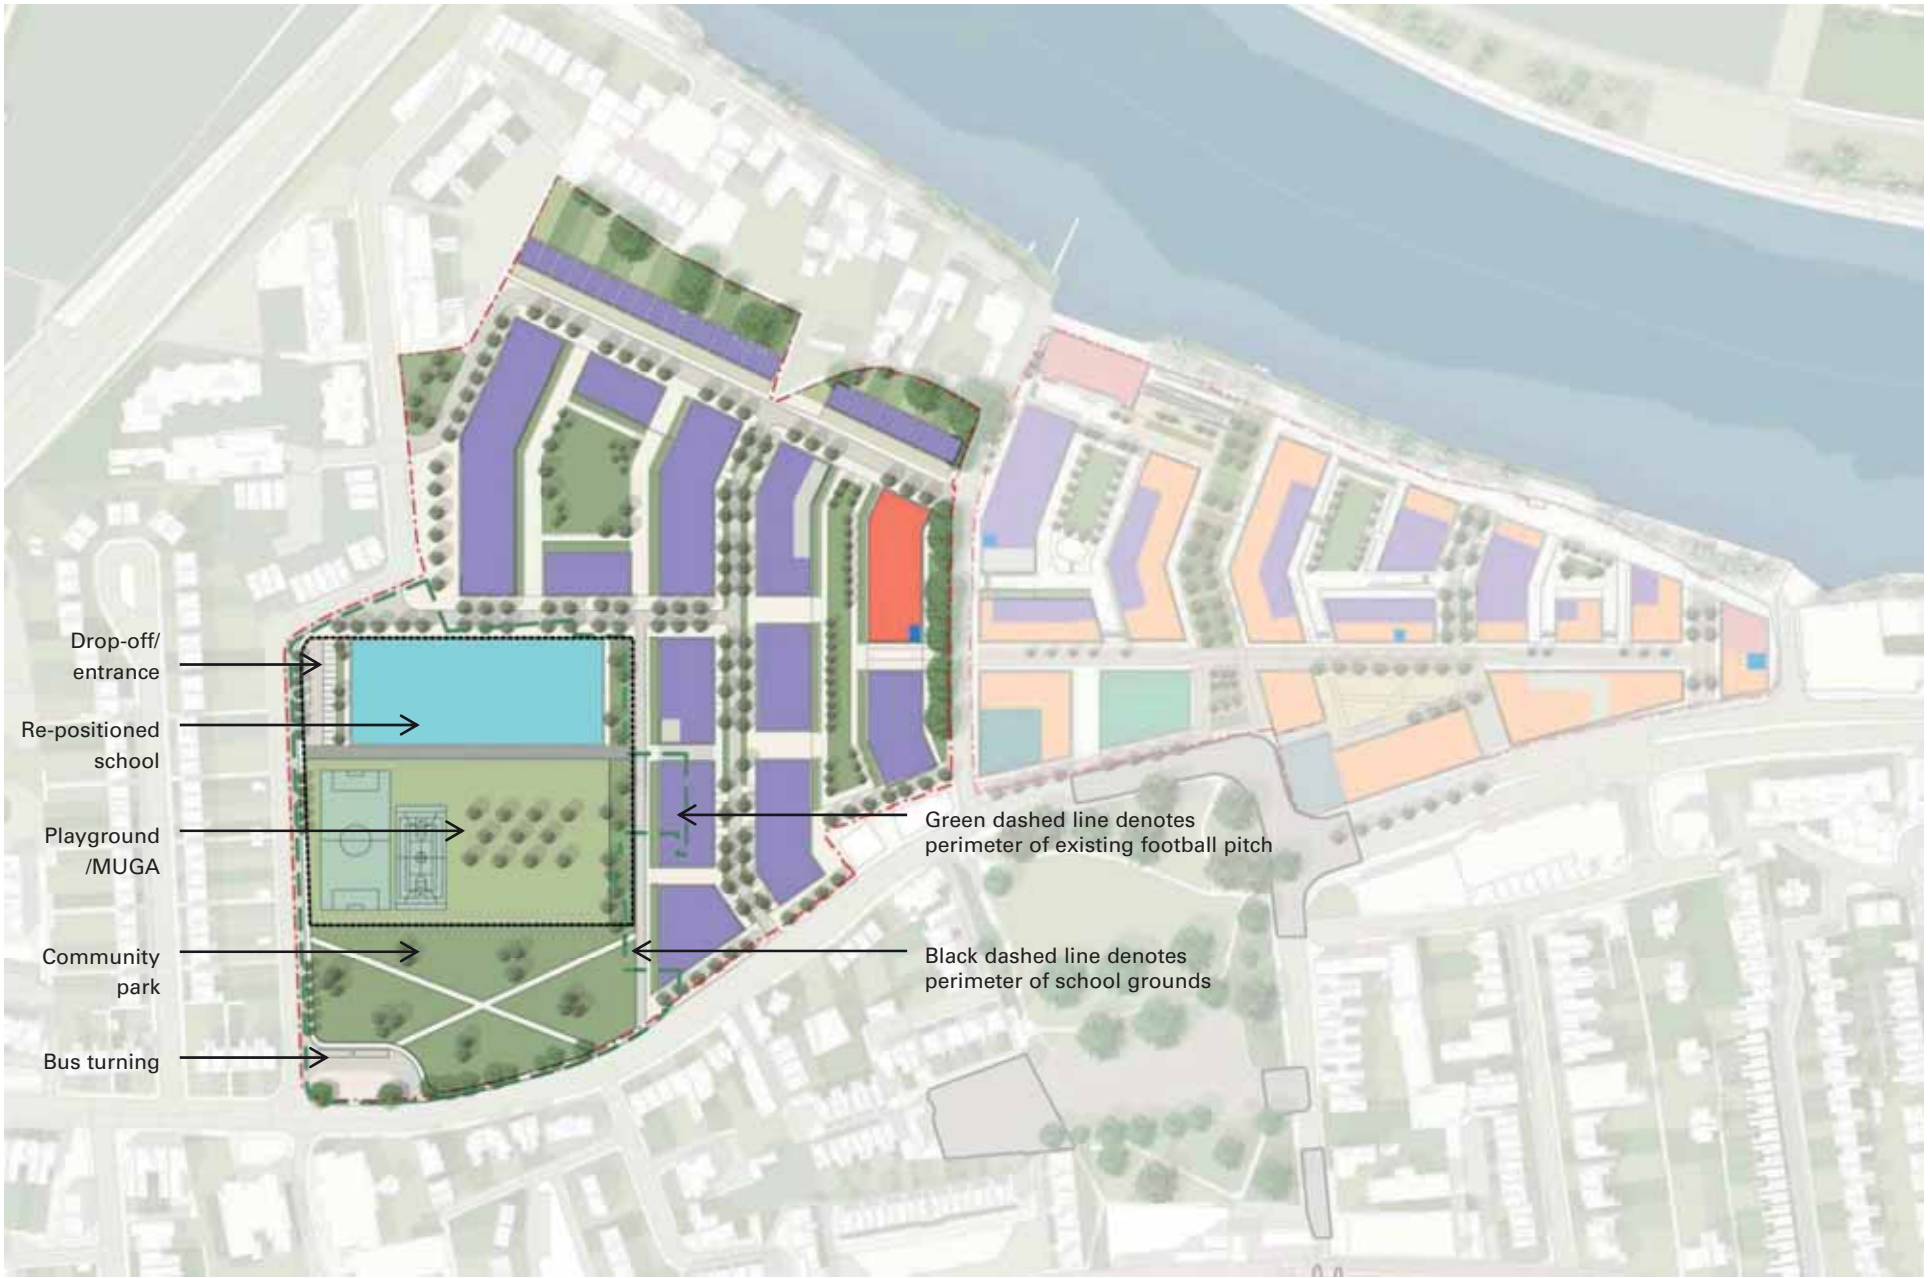 Drop-off/
entrance
Re-positioned
school
Playground
/MUGA
Community
park
Bus turning
Green dashed line denotes
perimeter of existing football pitch
Black dashed line denotes
perimeter of school grounds